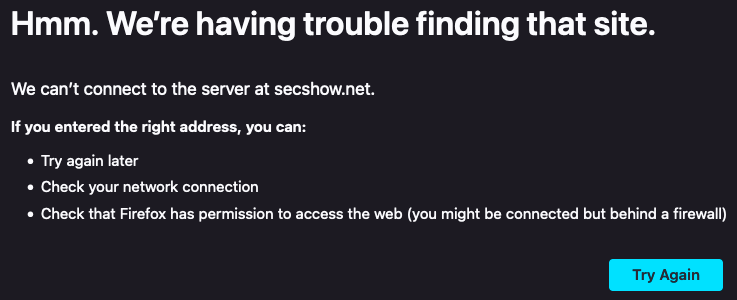 Hmm. We’re having trouble finding that site.
We can’t connect to the server at secshow.net.
If you entered the right address, you can:
• Try again later
• Check your network connection
• Check that Firefox has permission to access the web (you might be connected but behind a firewall)
Try Again